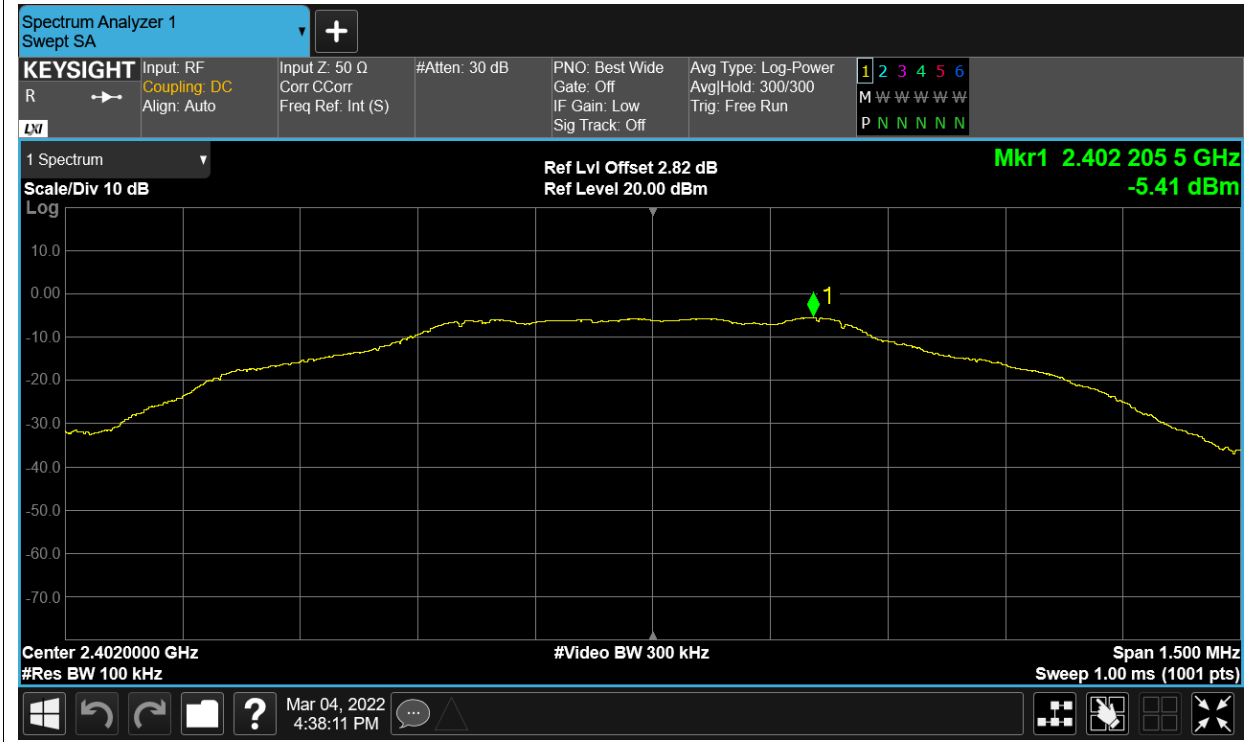 Spectrum Analyzer 1
Swept SA
+
KEYSIGHT
R
LXI
Input: RF
Coupling: DC
Align: Auto
Input Z: 50 Ω
Corr CCorr
Freq Ref: Int (S)
#Atten: 30 dB
PNO: Best Wide
Gate: Off
IF Gain: Low
Sig Track: Off
Avg Type: Log-Power
Avg|Hold: 300/300
Trig: Free Run
1 2 3 4 5 6
M W W W W W
P N N N N N
1 Spectrum
Scale/Div 10 dB
Log
Ref Lvl Offset 2.82 dB
Ref Level 20.00 dBm
Mkr1 2.402 205 5 GHz
-5.41 dBm
10.0
0.00
-10.0
-20.0
-30.0
-40.0
-50.0
-60.0
-70.0
1
Center 2.4020000 GHz
#Video BW 300 kHz
Span 1.500 MHz
#Res BW 100 kHz
Sweep 1.00 ms (1001 pts)
?
Mar 04, 2022
4:38:11 PM